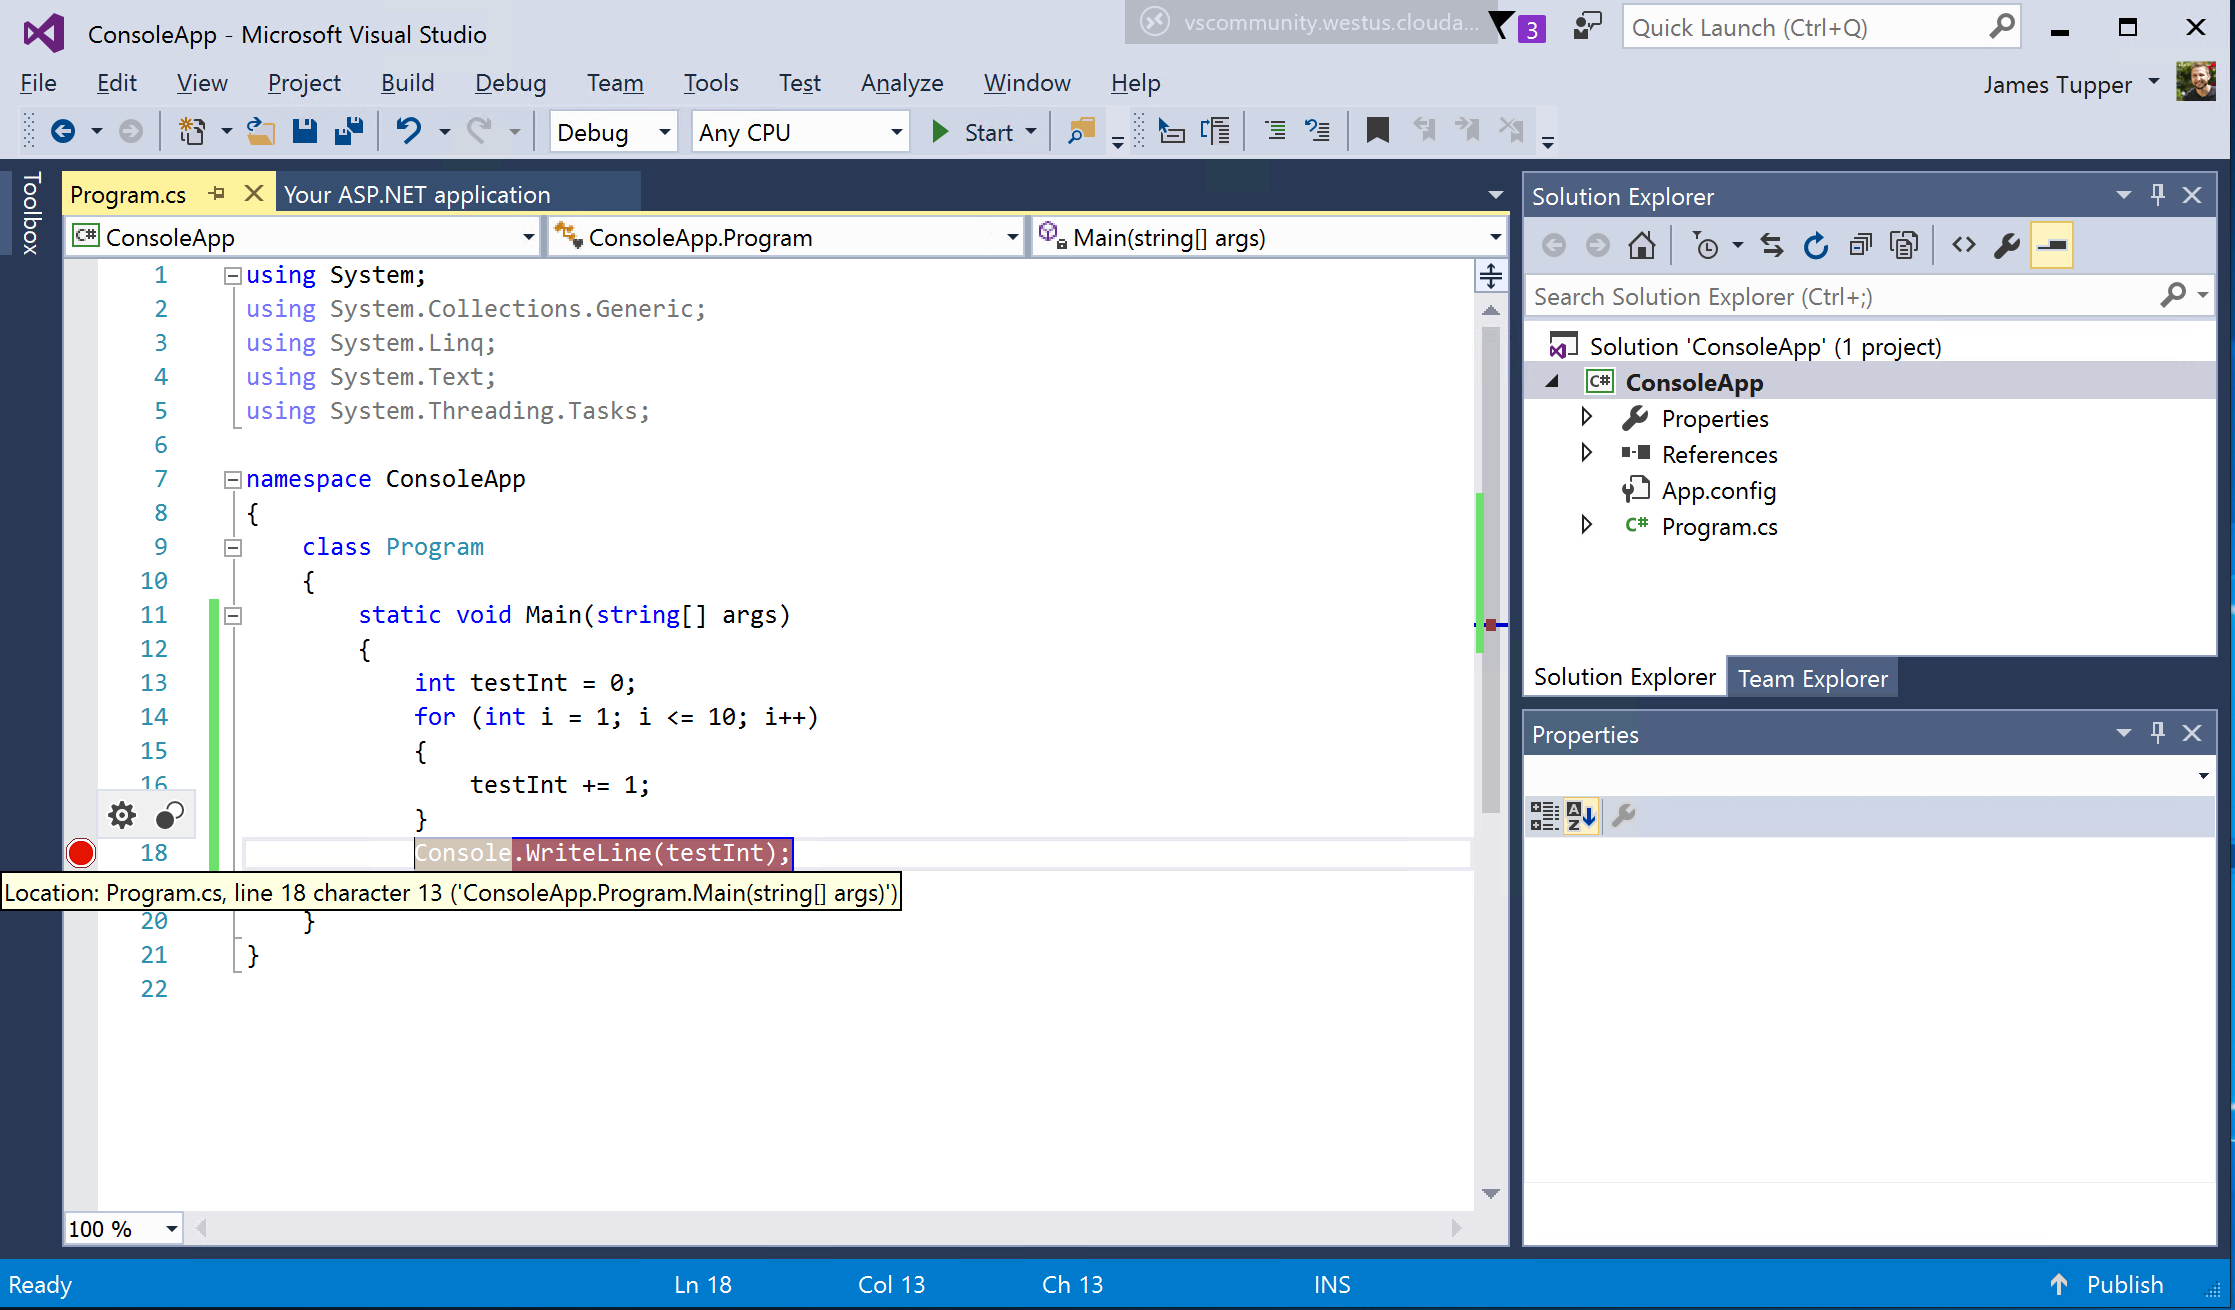 ConsoleApp - Microsoft Visual Studio
vscommunity.westus.clouda...
3
Quick Launch (Ctrl+Q)
File Edit View Project Build Debug Team Tools Test Analyze Window Help
James Tupper
Debug Any CPU Start
Toolbox
Program.cs Your ASP.NET application
C# ConsoleApp ConsoleApp.Program Main(string[] args)
1 using System;
2 using System.Collections.Generic;
3 using System.Linq;
4 using System.Text;
5 using System.Threading.Tasks;
6
7 namespace ConsoleApp
8 {
9 class Program
10 {
11 static void Main(string[] args)
12 {
13 int testInt = 0;
14 for (int i = 1; i <= 10; i++)
15 {
16 testInt += 1;
}
18 Console.WriteLine(testInt);
Location: Program.cs, line 18 character 13 ('ConsoleApp.Program.Main(string[] args)')
20 }
21 }
22
100 %
Solution Explorer
Search Solution Explorer (Ctrl+;)
Solution 'ConsoleApp' (1 project)
C# ConsoleApp
Properties
References
App.config
C# Program.cs
Solution Explorer Team Explorer
Properties
A
Z
Ready Ln 18 Col 13 Ch 13 INS Publish